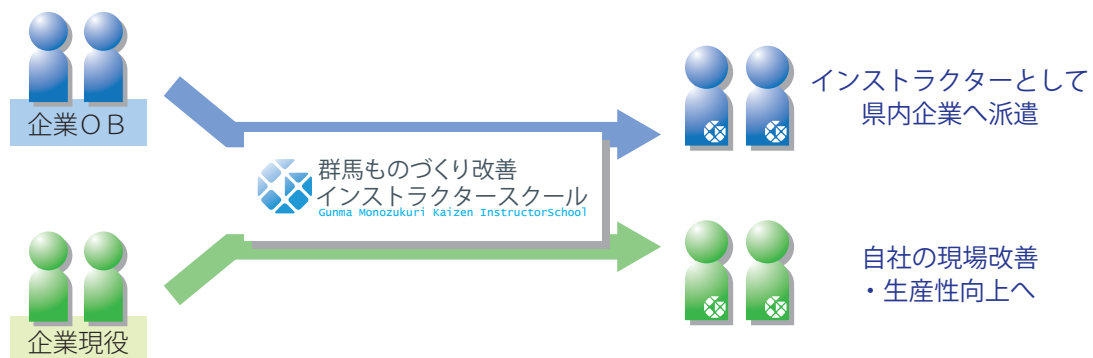 企業ＯＢ
インストラクターとして
県内企業へ派遣
群馬ものづくり改善
インストラクタースクール
Gunma Monozukuri Kaizen InstructorSchool
自社の現場改善
・生産性向上へ
企業現役